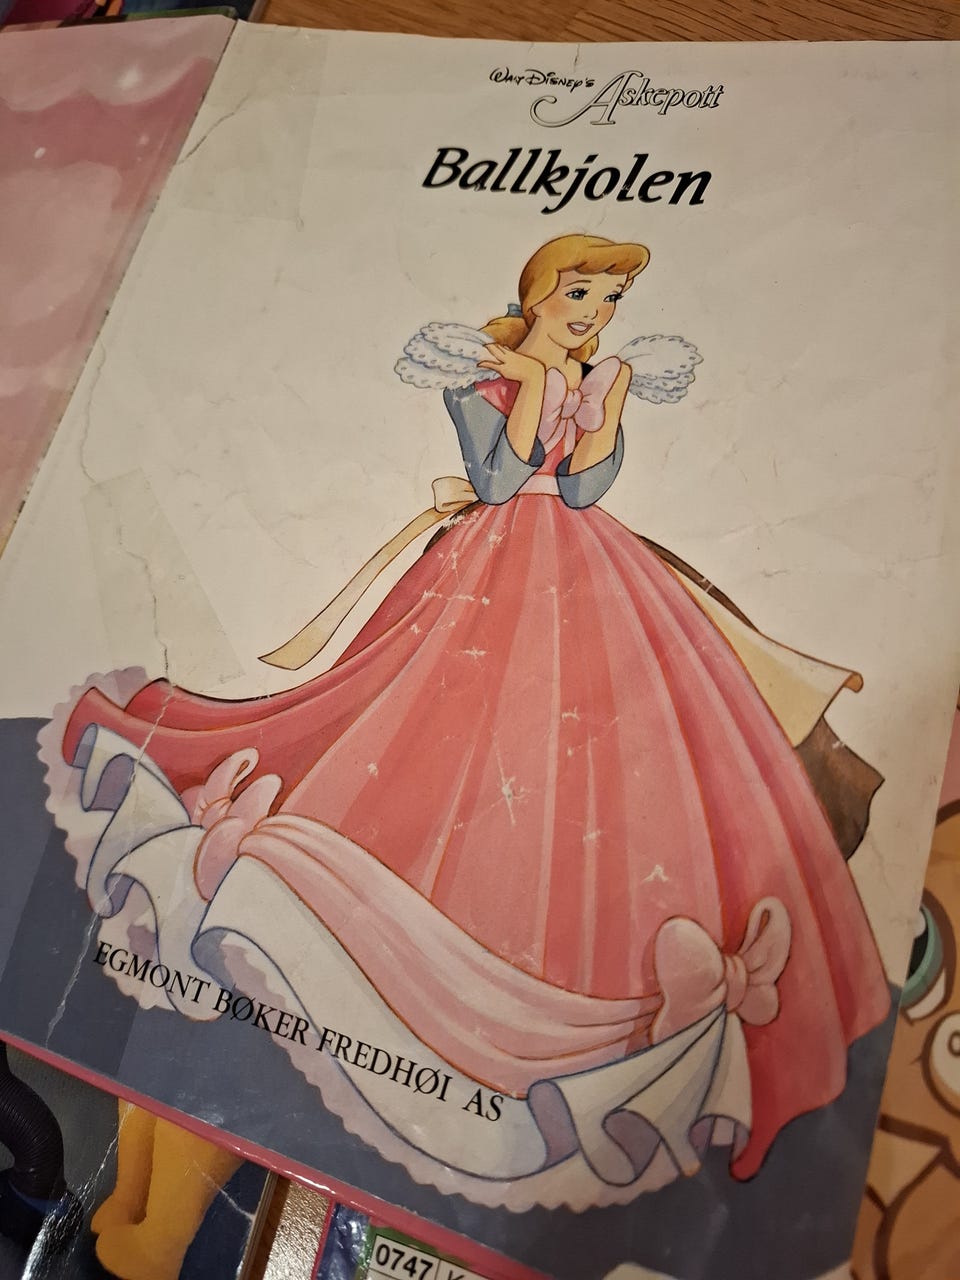 Walt Disney's Askepott
Ballkjolen
EGMONT BØKER FREDHØI AS
0747